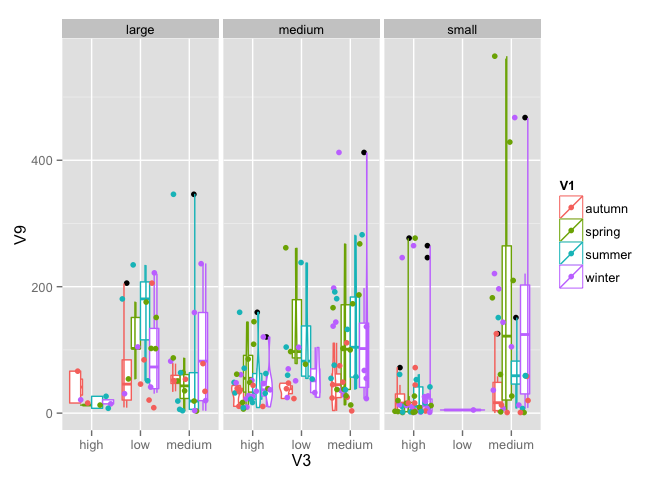 large medium small
V9
400
200
0
high low medium high low medium high low medium
V3
V1
autumn
spring
summer
winter